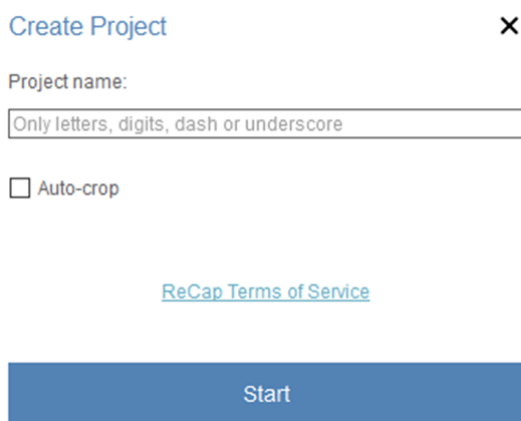 Create Project
Project name:
Only letters, digits, dash or underscore
Auto-crop
ReCap Terms of Service
Start